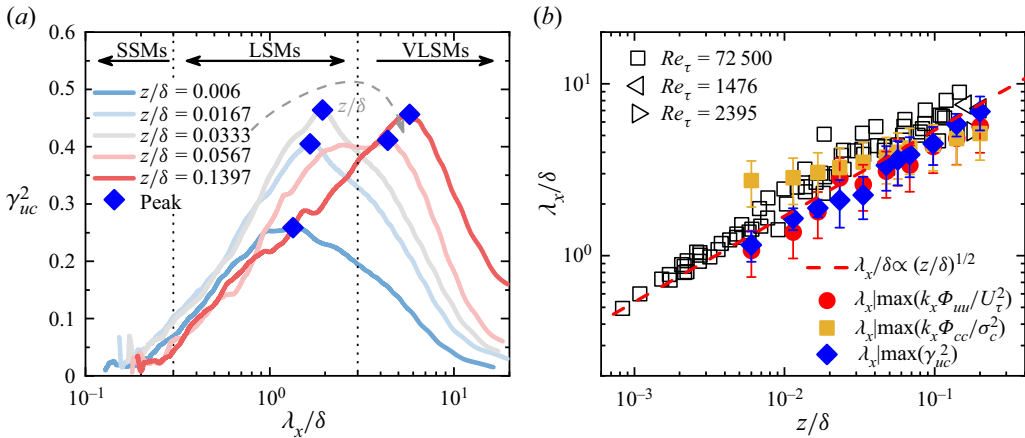 (a)
SSMs LSMs VLSMs
z/δ = 0.006
z/δ = 0.0167
z/δ = 0.0333
z/δ = 0.0567
z/δ = 0.1397
Peak
z/δ
γ²uc
0.6
0.5
0.4
0.3
0.2
0.1
0
10⁻¹ 10⁰ 10¹
λx/δ
(b)
Reτ = 72 500
Reτ = 1476
Reτ = 2395
λx/δ
10¹
10⁰
λx/δ ∝ (z/δ)^1/2
λx|max(kxΦuu/U²τ)
λx|max(kxΦcc/σ²c)
λx|max(γ²uc)
10⁻³ 10⁻² 10⁻¹
z/δ